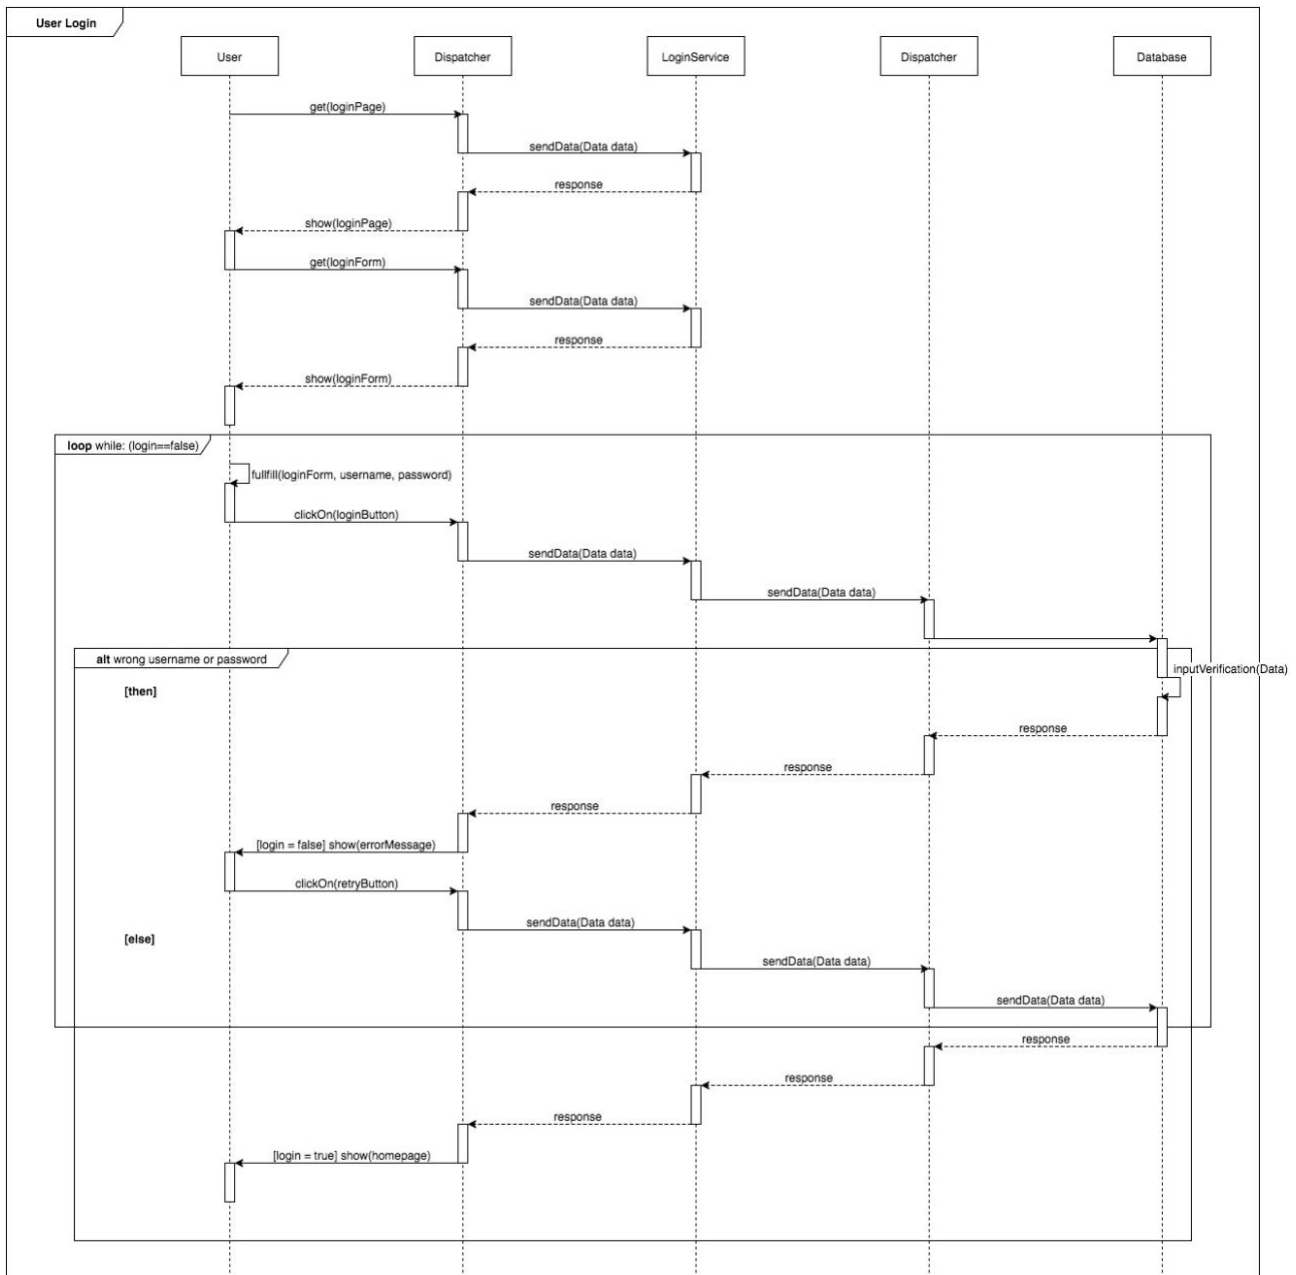 User Login
User
Dispatcher
LoginService
Dispatcher
Database
get(loginPage)
sendData(Data data)
response
show(loginPage)
get(loginForm)
sendData(Data data)
response
show(loginForm)
loop while: (login==false)
fullfill(loginForm, username, password)
clickOn(loginButton)
sendData(Data data)
sendData(Data data)
alt wrong username or password
inputVerification(Data)
[then]
response
response
response
[login = false] show(errorMessage)
clickOn(retryButton)
sendData(Data data)
[else]
sendData(Data data)
sendData(Data data)
response
response
response
[login = true] show(homepage)